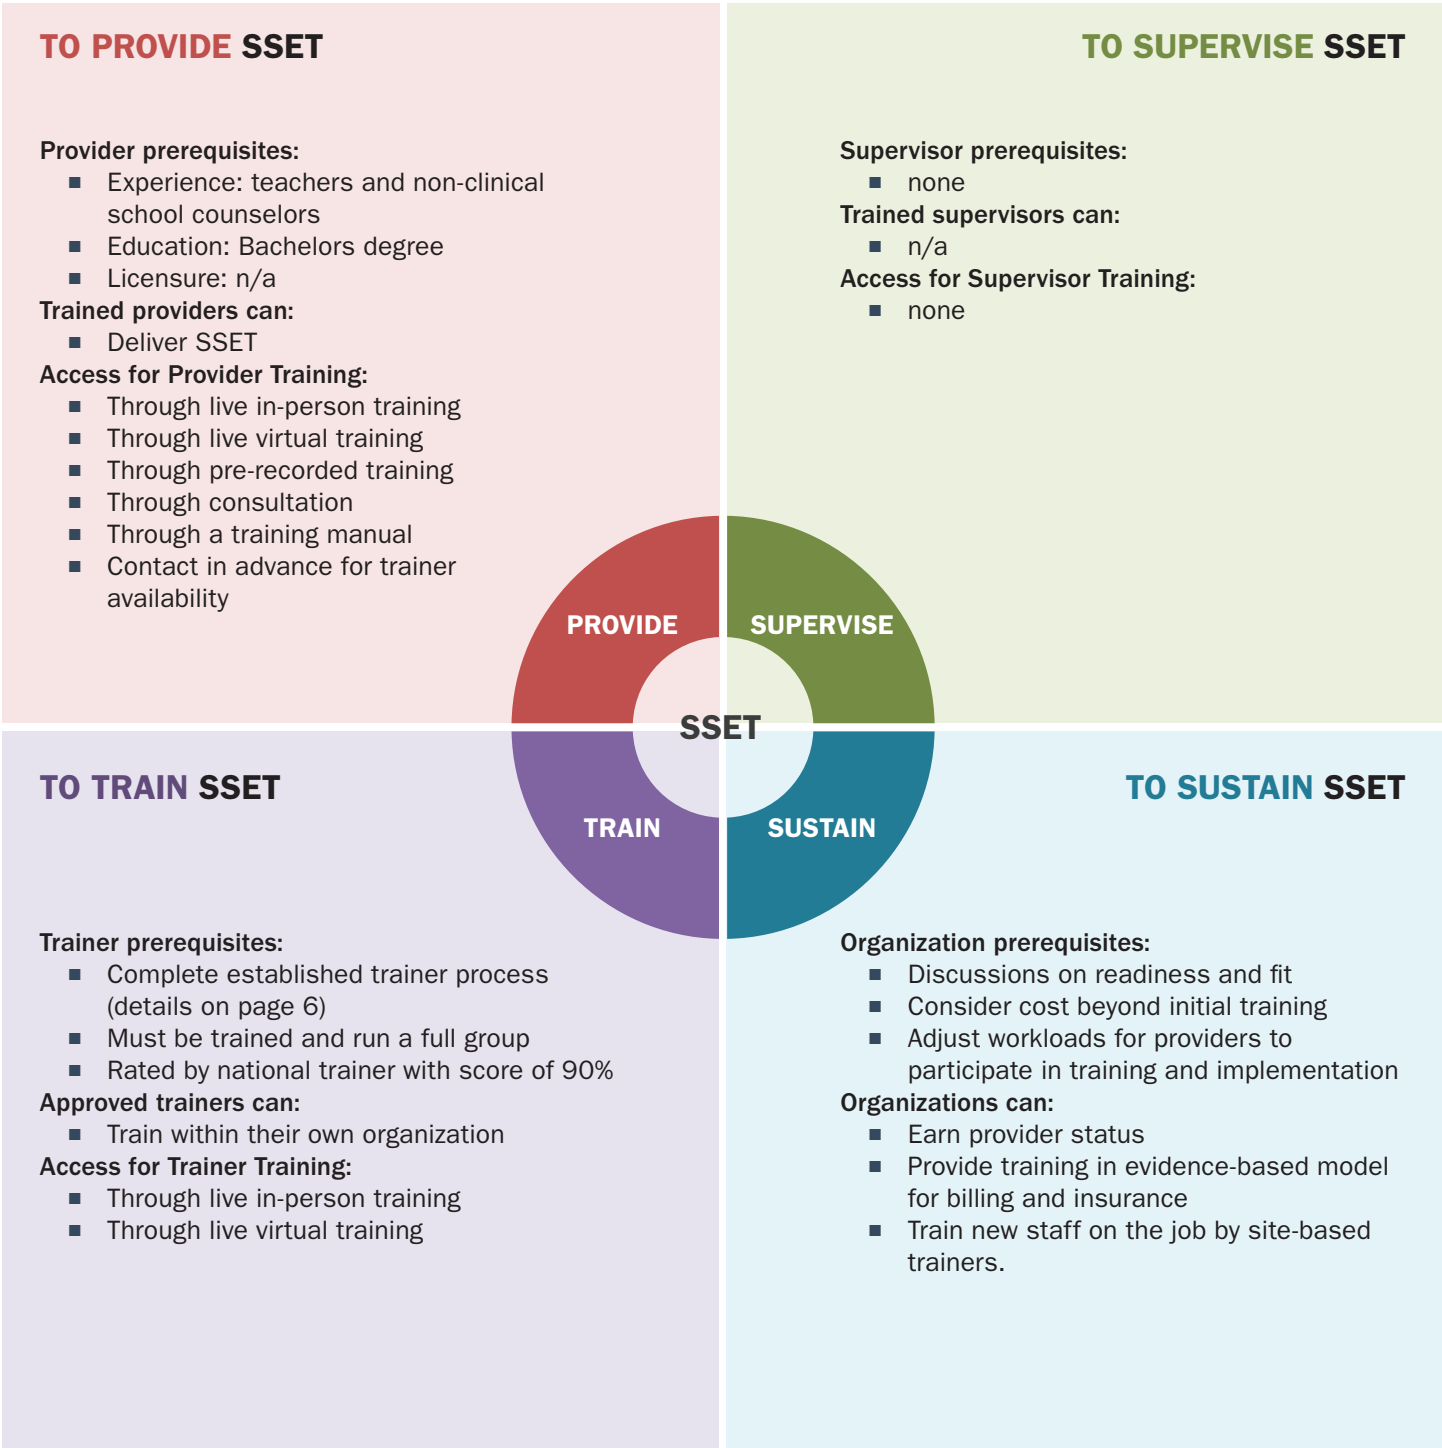 TO PROVIDE SSET
Provider prerequisites:
■ Experience: teachers and non-clinical
school counselors
■ Education: Bachelors degree
■ Licensure: n/a
Trained providers can:
■ Deliver SSET
Access for Provider Training:
■ Through live in-person training
■ Through live virtual training
■ Through pre-recorded training
■ Through consultation
■ Through a training manual
■ Contact in advance for trainer
availability
TO SUPERVISE SSET
Supervisor prerequisites:
■ none
Trained supervisors can:
■ n/a
Access for Supervisor Training:
■ none
PROVIDE
SUPERVISE
SSET
TRAIN
SUSTAIN
TO TRAIN SSET
Trainer prerequisites:
■ Complete established trainer process
(details on page 6)
■ Must be trained and run a full group
■ Rated by national trainer with score of 90%
Approved trainers can:
■ Train within their own organization
Access for Trainer Training:
■ Through live in-person training
■ Through live virtual training
TO SUSTAIN SSET
Organization prerequisites:
■ Discussions on readiness and fit
■ Consider cost beyond initial training
■ Adjust workloads for providers to
participate in training and implementation
Organizations can:
■ Earn provider status
■ Provide training in evidence-based model
for billing and insurance
■ Train new staff on the job by site-based
trainers.